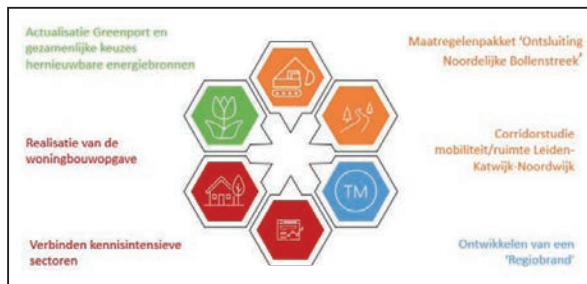 Actualisatie Greenport en
gezamenlijke keuzes
hernieuwbare energiebronnen
Maatregelenpakket ‘Ontsluiting
Noordelijke Bollenstreek’
Realisatie van de
woningbouwopgave
Corridorstudie
mobiliteit/ruimte Leiden-
Katwijk-Noordwijk
TM
Verbinden kennisintensieve
sectoren
Ontwikkelen van een
‘Regiobrand’